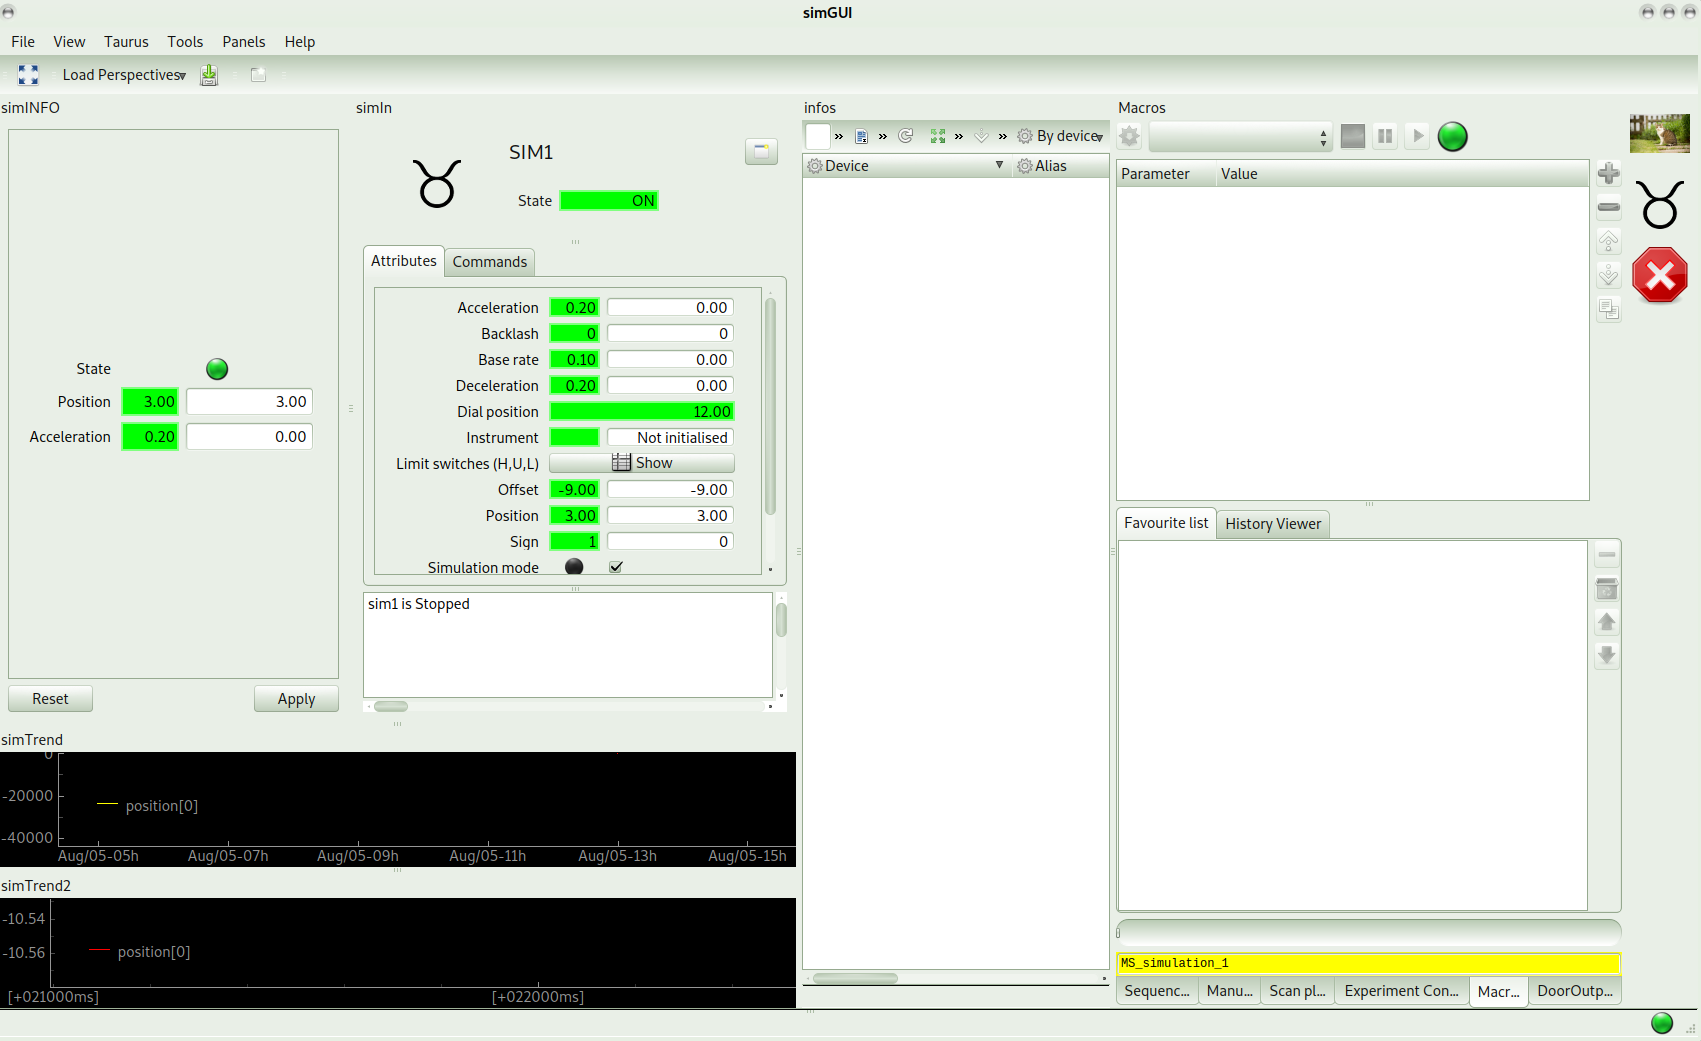 simGUI
File View Taurus Tools Panels Help
Load Perspectives
simINFO
State
Position 3.00 3.00
Acceleration 0.20 0.00
Reset Apply
simIn
SIM1
State ON
Attributes Commands
Acceleration 0.20 0.00
Backlash 0 0
Base rate 0.10 0.00
Deceleration 0.20 0.00
Dial position 12.00
Instrument Not initialised
Limit switches (H,U,L) Show
Offset -9.00 -9.00
Position 3.00 3.00
Sign 1 0
Simulation mode
sim1 is Stopped
simTrend
0
-20000
-40000
position[0]
Aug/05-05h Aug/05-07h Aug/05-09h Aug/05-11h Aug/05-13h Aug/05-15h
simTrend2
-10.54
-10.56
position[0]
[+021000ms] [+022000ms]
infos
» » » » By device
Device Alias
Macros
Parameter Value
Favourite list History Viewer
MS_simulation_1
Sequenc... Manu... Scan pl... Experiment Con... Macr... DoorOutp...